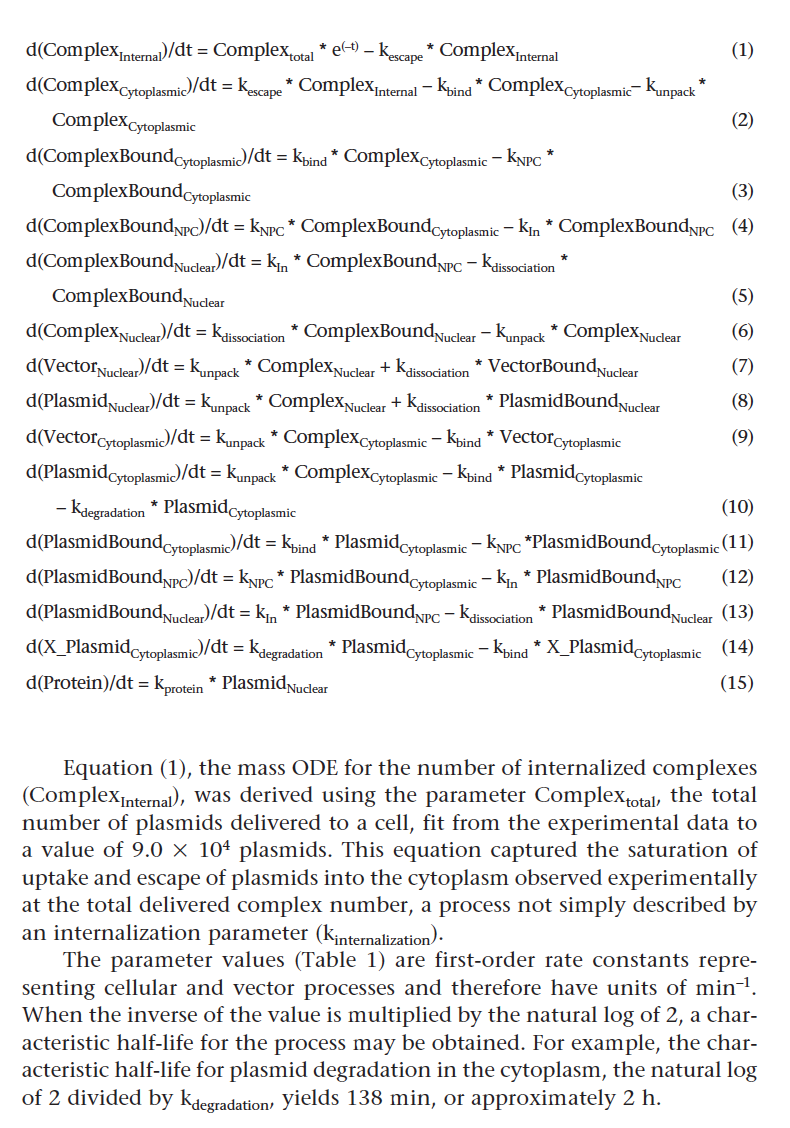 d(Complex_Internal)/dt = Complex_total * e^(–t) – k_escape * Complex_Internal (1)
d(Complex_Cytoplasmic)/dt = k_escape * Complex_Internal – k_bind * Complex_Cytoplasmic – k_unpack *
Complex_Cytoplasmic (2)
d(ComplexBound_Cytoplasmic)/dt = k_bind * Complex_Cytoplasmic – k_NPC *
ComplexBound_Cytoplasmic (3)
d(ComplexBound_NPC)/dt = k_NPC * ComplexBound_Cytoplasmic – k_In * ComplexBound_NPC (4)
d(ComplexBound_Nuclear)/dt = k_In * ComplexBound_NPC – k_dissociation *
ComplexBound_Nuclear (5)
d(Complex_Nuclear)/dt = k_dissociation * ComplexBound_Nuclear – k_unpack * Complex_Nuclear (6)
d(Vector_Nuclear)/dt = k_unpack * Complex_Nuclear + k_dissociation * VectorBound_Nuclear (7)
d(Plasmid_Nuclear)/dt = k_unpack * Complex_Nuclear + k_dissociation * PlasmidBound_Nuclear (8)
d(Vector_Cytoplasmic)/dt = k_unpack * Complex_Cytoplasmic – k_bind * Vector_Cytoplasmic (9)
d(Plasmid_Cytoplasmic)/dt = k_unpack * Complex_Cytoplasmic – k_bind * Plasmid_Cytoplasmic
– k_degradation * Plasmid_Cytoplasmic (10)
d(PlasmidBound_Cytoplasmic)/dt = k_bind * Plasmid_Cytoplasmic – k_NPC *PlasmidBound_Cytoplasmic (11)
d(PlasmidBound_NPC)/dt = k_NPC * PlasmidBound_Cytoplasmic – k_In * PlasmidBound_NPC (12)
d(PlasmidBound_Nuclear)/dt = k_In * PlasmidBound_NPC – k_dissociation * PlasmidBound_Nuclear (13)
d(X_Plasmid_Cytoplasmic)/dt = k_degradation * Plasmid_Cytoplasmic – k_bind * X_Plasmid_Cytoplasmic (14)
d(Protein)/dt = k_protein * Plasmid_Nuclear (15)
Equation (1), the mass ODE for the number of internalized complexes
(Complex_Internal), was derived using the parameter Complex_total, the total
number of plasmids delivered to a cell, fit from the experimental data to
a value of 9.0 × 10⁴ plasmids. This equation captured the saturation of
uptake and escape of plasmids into the cytoplasm observed experimentally
at the total delivered complex number, a process not simply described by
an internalization parameter (k_internalization).
The parameter values (Table 1) are first-order rate constants repre-
senting cellular and vector processes and therefore have units of min⁻¹.
When the inverse of the value is multiplied by the natural log of 2, a char-
acteristic half-life for the process may be obtained. For example, the char-
acteristic half-life for plasmid degradation in the cytoplasm, the natural log
of 2 divided by k_degradation, yields 138 min, or approximately 2 h.